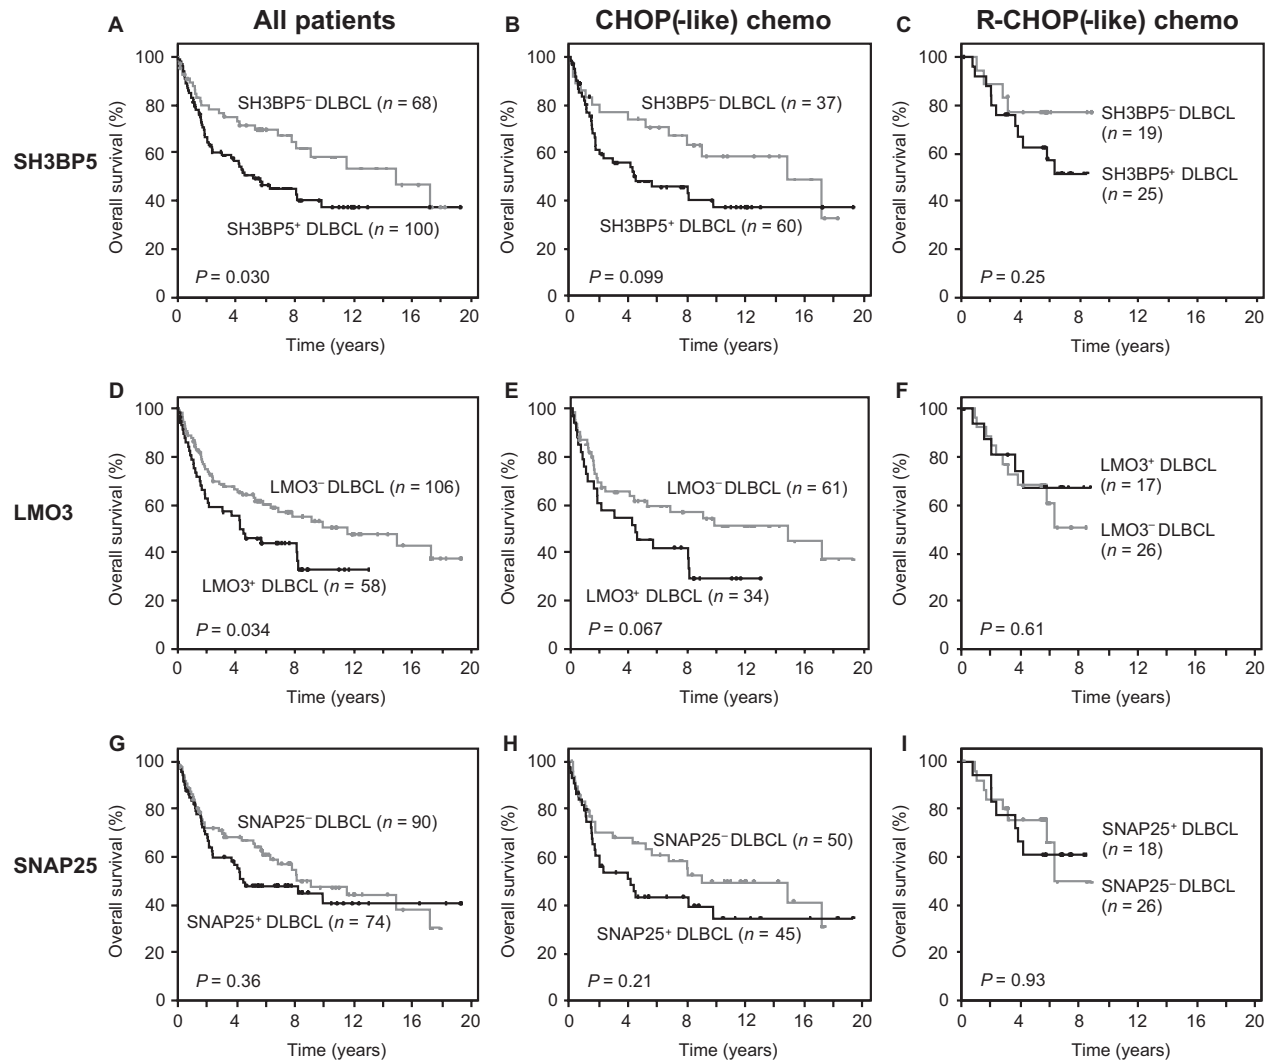 All patients
CHOP(-like) chemo
R-CHOP(-like) chemo
SH3BP5
A
Overall survival (%)
100
80
60
40
20
0
SH3BP5⁻ DLBCL (n = 68)
SH3BP5⁺ DLBCL (n = 100)
P = 0.030
0 4 8 12 16 20
Time (years)
B
Overall survival (%)
100
80
60
40
20
0
SH3BP5⁻ DLBCL (n = 37)
SH3BP5⁺ DLBCL (n = 60)
P = 0.099
0 4 8 12 16 20
Time (years)
C
Overall survival (%)
100
80
60
40
20
0
SH3BP5⁻ DLBCL
(n = 19)
SH3BP5⁺ DLBCL
(n = 25)
P = 0.25
0 4 8 12 16 20
Time (years)
LMO3
D
Overall survival (%)
100
80
60
40
20
0
LMO3⁻ DLBCL (n = 106)
LMO3⁺ DLBCL (n = 58)
P = 0.034
0 4 8 12 16 20
Time (years)
E
Overall survival (%)
100
80
60
40
20
0
LMO3⁻ DLBCL (n = 61)
LMO3⁺ DLBCL (n = 34)
P = 0.067
0 4 8 12 16 20
Time (years)
F
Overall survival (%)
100
80
60
40
20
0
LMO3⁺ DLBCL
(n = 17)
LMO3⁻ DLBCL
(n = 26)
P = 0.61
0 4 8 12 16 20
Time (years)
SNAP25
G
Overall survival (%)
100
80
60
40
20
0
SNAP25⁻ DLBCL (n = 90)
SNAP25⁺ DLBCL (n = 74)
P = 0.36
0 4 8 12 16 20
Time (years)
H
Overall survival (%)
100
80
60
40
20
0
SNAP25⁻ DLBCL (n = 50)
SNAP25⁺ DLBCL (n = 45)
P = 0.21
0 4 8 12 16 20
Time (years)
I
Overall survival (%)
100
80
60
40
20
0
SNAP25⁺ DLBCL
(n = 18)
SNAP25⁻ DLBCL
(n = 26)
P = 0.93
0 4 8 12 16 20
Time (years)